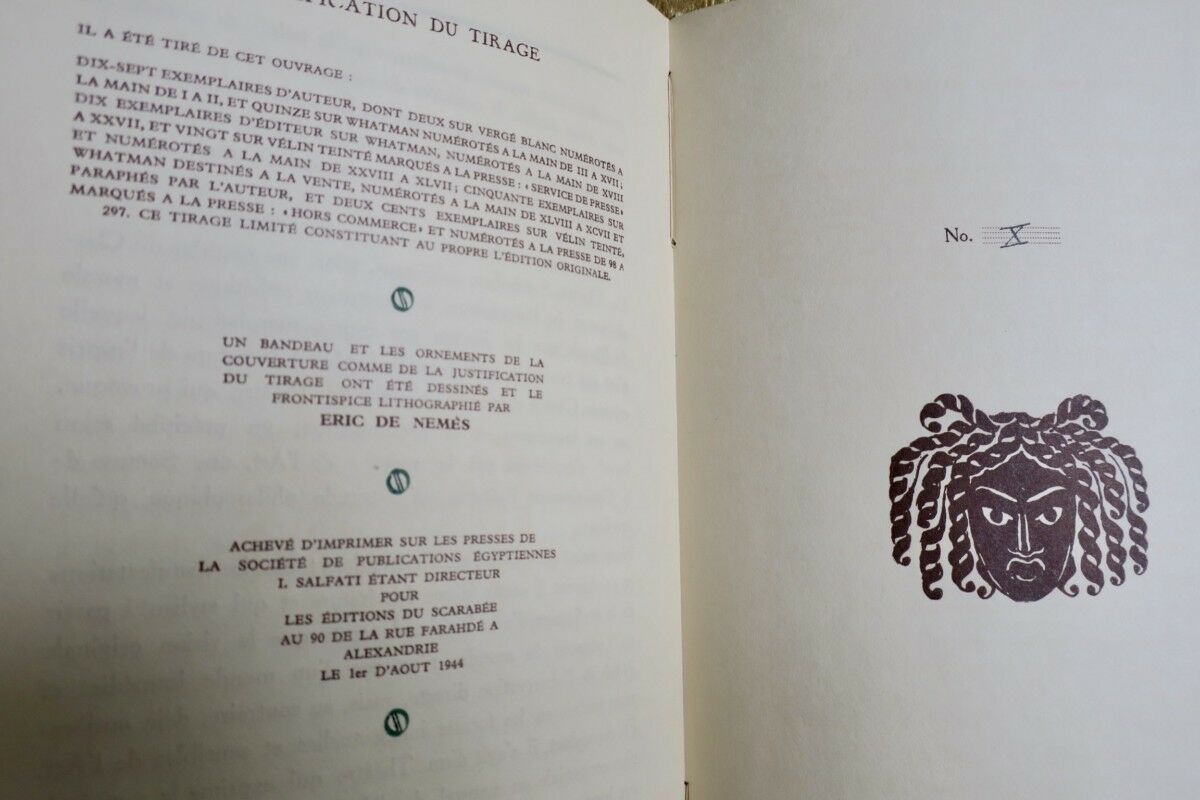 FICATION DU TIRAGE
IL A ÉTÉ TIRÉ DE CET OUVRAGE :
DIX-SEPT EXEMPLAIRES D'AUTEUR, DONT DEUX SUR VERGÉ BLANC NUMÉROTÉS A
LA MAIN DE I A II, ET QUINZE SUR WHATMAN NUMÉROTÉS A LA MAIN DE III A XVII;
DIX EXEMPLAIRES D'ÉDITEUR SUR WHATMAN, NUMÉROTÉS A LA MAIN DE XVIII
A XXVII, ET VINGT SUR VÉLIN TEINTÉ MARQUÉS A LA PRESSE : «SERVICE DE PRESSE»
ET NUMÉROTÉS A LA MAIN DE XXVIII A XLVII; CINQUANTE EXEMPLAIRES SUR
WHATMAN DESTINÉS A LA VENTE, NUMÉROTÉS A LA MAIN DE XLVIII A XCVII ET
PARAPHÉS PAR L'AUTEUR, ET DEUX CENTS EXEMPLAIRES SUR VÉLIN TEINTÉ,
MARQUÉS A LA PRESSE : «HORS COMMERCE» ET NUMÉROTÉS A LA PRESSE DE 98 A
297. CE TIRAGE LIMITÉ CONSTITUANT AU PROPRE L'ÉDITION ORIGINALE.
UN BANDEAU ET LES ORNEMENTS DE LA
COUVERTURE COMME DE LA JUSTIFICATION
DU TIRAGE ONT ÉTÉ DESSINÉS ET LE
FRONTISPICE LITHOGRAPHIÉ PAR
ERIC DE NEMÈS
ACHEVÉ D'IMPRIMER SUR LES PRESSES DE
LA SOCIÉTÉ DE PUBLICATIONS ÉGYPTIENNES
I. SALFATI ÉTANT DIRECTEUR
POUR
LES ÉDITIONS DU SCARABÉE
AU 90 DE LA RUE FARAHDÉ A
ALEXANDRIE
LE 1er D'AOUT 1944
No. X